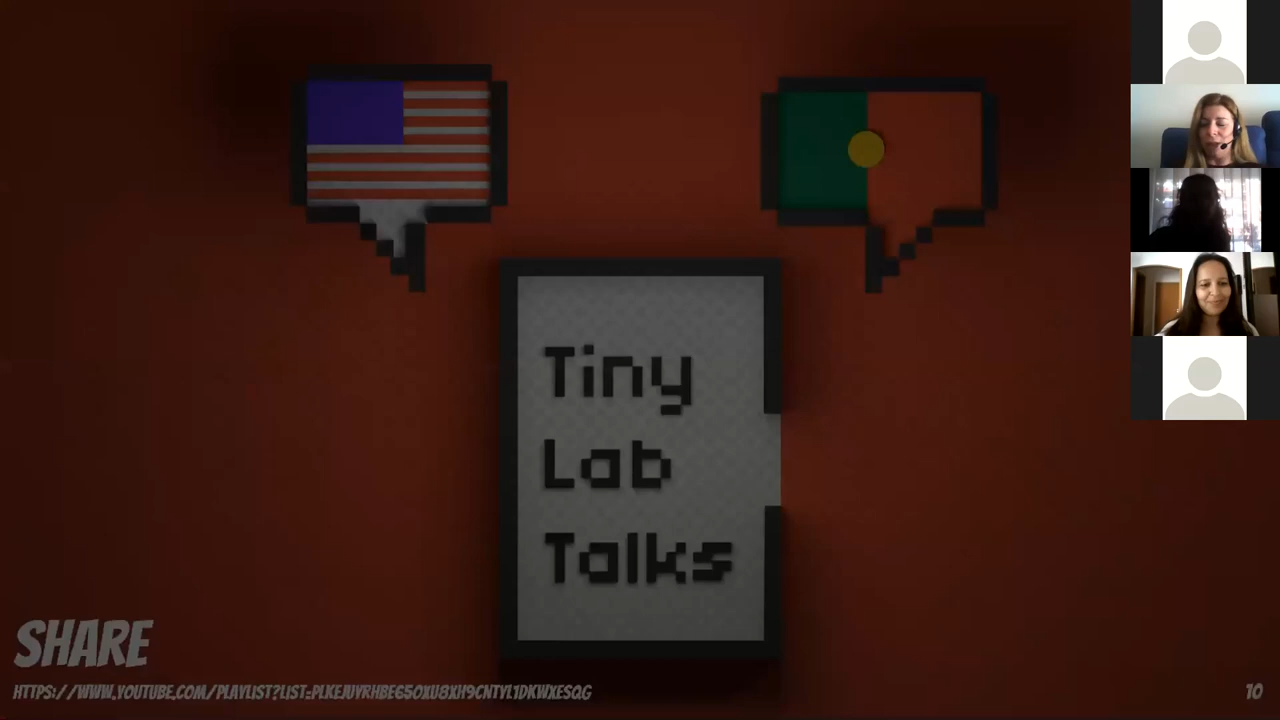 Tiny
Lab
Talks
SHARE
HTTPS://WWW.YOUTUBE.COM/PLAYLIST?LIST=PLKEJUYRHBE65OXU8XH9CNTYL1DKWXESQG
10